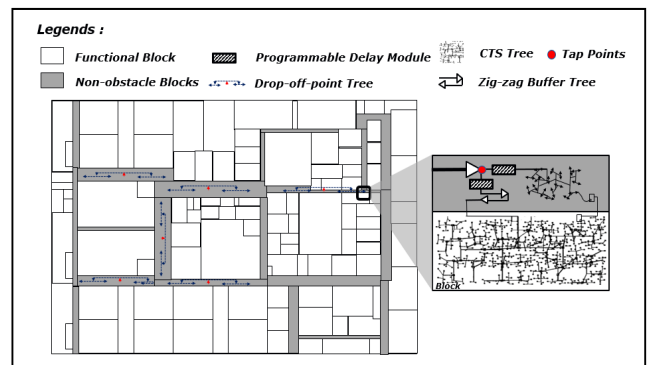 Legends :
Functional Block
Programmable Delay Module
CTS Tree
Tap Points
Non-obstacle Blocks
Drop-off-point Tree
Zig-zag Buffer Tree
Block